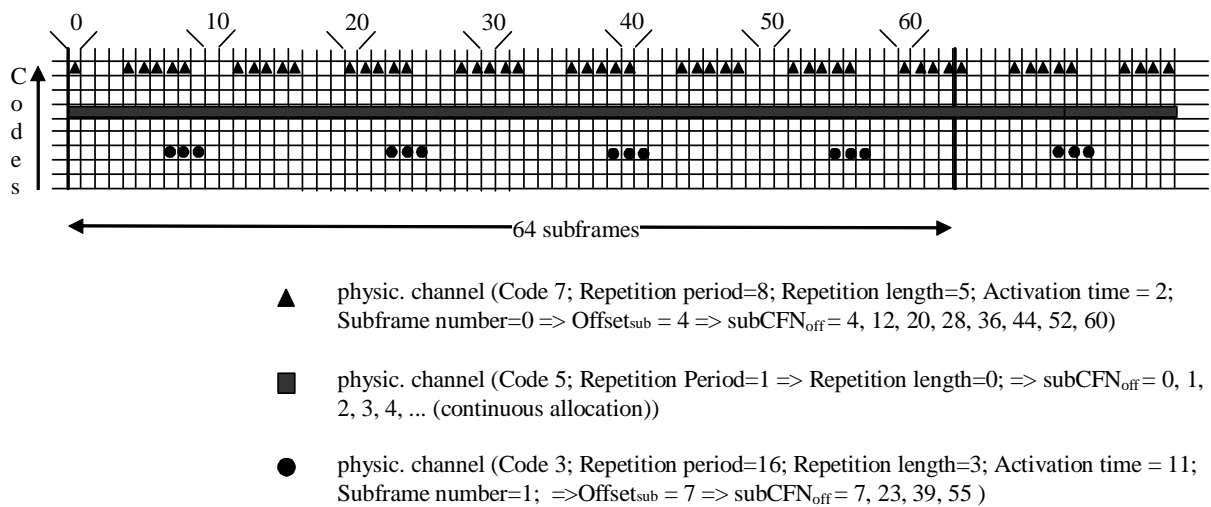 0 10 20 30 40 50 60
Codes
64 subframes
physic. channel (Code 7; Repetition period=8; Repetition length=5; Activation time = 2;
Subframe number=0 => Offsetsub = 4 => subCFNoff = 4, 12, 20, 28, 36, 44, 52, 60)
physic. channel (Code 5; Repetition Period=1 => Repetition length=0; => subCFNoff = 0, 1,
2, 3, 4, ... (continuous allocation))
physic. channel (Code 3; Repetition period=16; Repetition length=3; Activation time = 11;
Subframe number=1; =>Offsetsub = 7 => subCFNoff = 7, 23, 39, 55 )